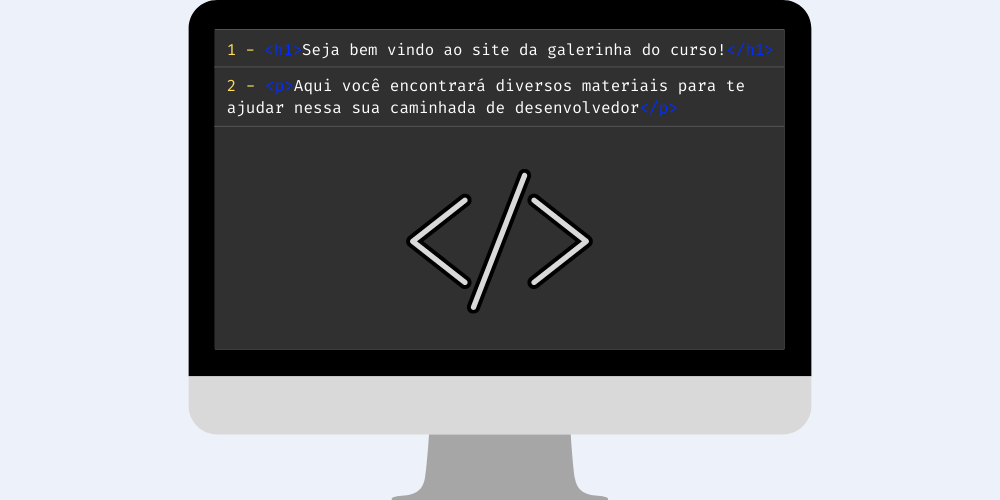 1 - <h1>Seja bem vindo ao site da galerinha do curso!</h1>
2 - <p>Aqui você encontrará diversos materiais para te
ajudar nessa sua caminhada de desenvolvedor</p>
</>